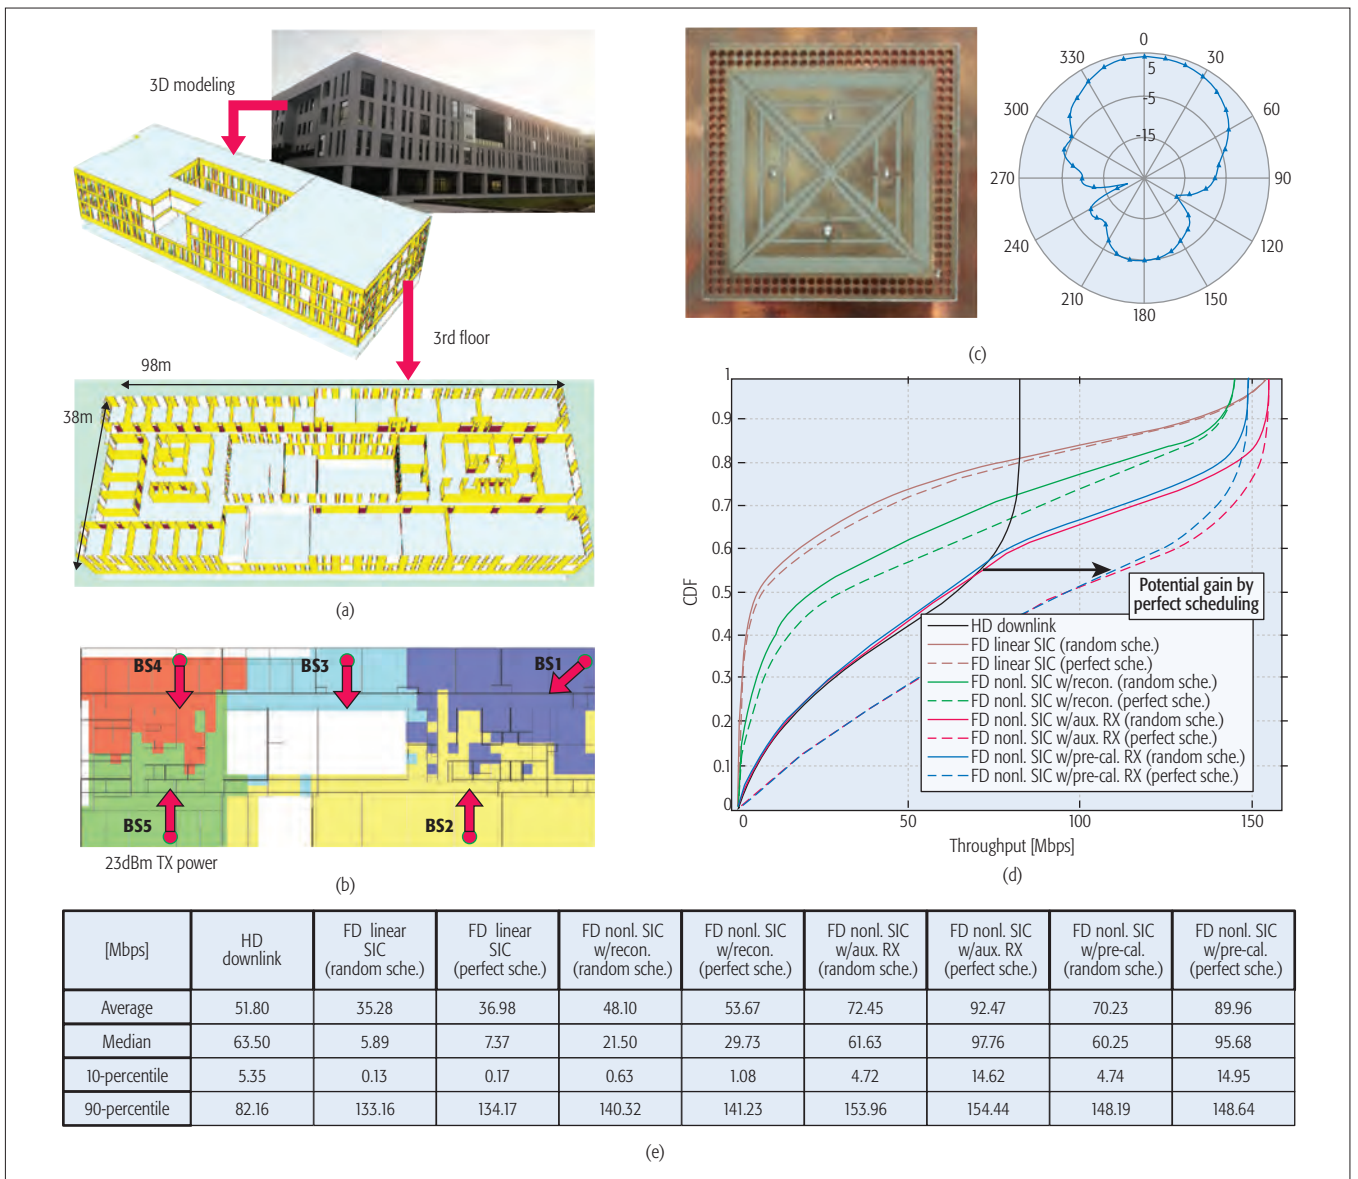 3D modeling
3rd floor
98m
38m
(a)
BS4
BS3
BS1
BS5
BS2
23dBm TX power
(b)
0
30
60
90
120
150
180
210
240
270
300
330
5
-5
-15
(c)
1
0.9
0.8
0.7
0.6
0.5
0.4
0.3
0.2
0.1
0
CDF
0
50
100
150
Throughput [Mbps]
Potential gain by
perfect scheduling
HD downlink
FD linear SIC (random sche.)
FD linear SIC (perfect sche.)
FD nonl. SIC w/recon. (random sche.)
FD nonl. SIC w/recon. (perfect sche.)
FD nonl. SIC w/aux. RX (random sche.)
FD nonl. SIC w/aux. RX (perfect sche.)
FD nonl. SIC w/pre-cal. RX (random sche.)
FD nonl. SIC w/pre-cal. RX (perfect sche.)
(d)
[Mbps]
HD
downlink
FD linear
SIC
(random sche.)
FD linear
SIC
(perfect sche.)
FD nonl. SIC
w/recon.
(random sche.)
FD nonl. SIC
w/recon.
(perfect sche.)
FD nonl. SIC
w/aux. RX
(random sche.)
FD nonl. SIC
w/aux. RX
(perfect sche.)
FD nonl. SIC
w/pre-cal.
(random sche.)
FD nonl. SIC
w/pre-cal.
(perfect sche.)
Average 51.80 35.28 36.98 48.10 53.67 72.45 92.47 70.23 89.96
Median 63.50 5.89 7.37 21.50 29.73 61.63 97.76 60.25 95.68
10-percentile 5.35 0.13 0.17 0.63 1.08 4.72 14.62 4.74 14.95
90-percentile 82.16 133.16 134.17 140.32 141.23 153.96 154.44 148.19 148.64
(e)